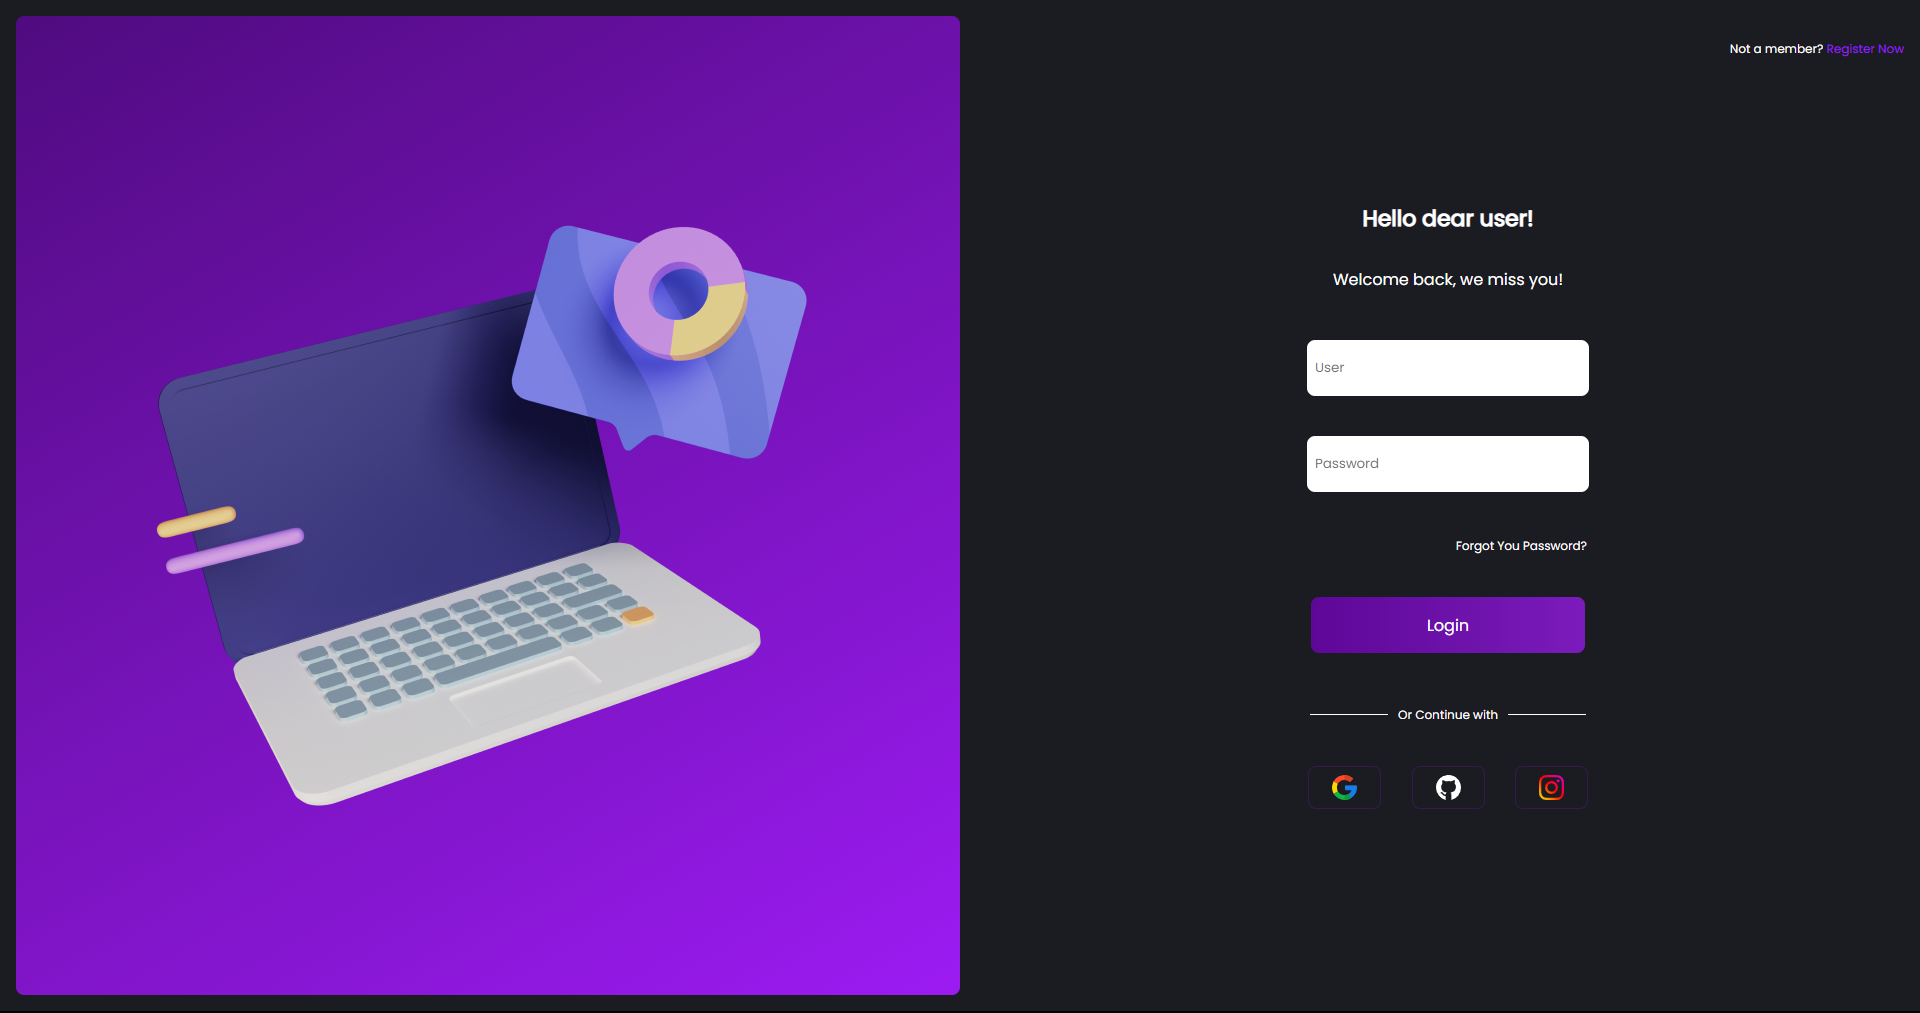 Not a member? Register Now
Hello dear user!
Welcome back, we miss you!
User
Password
Forgot You Password?
Login
Or Continue with